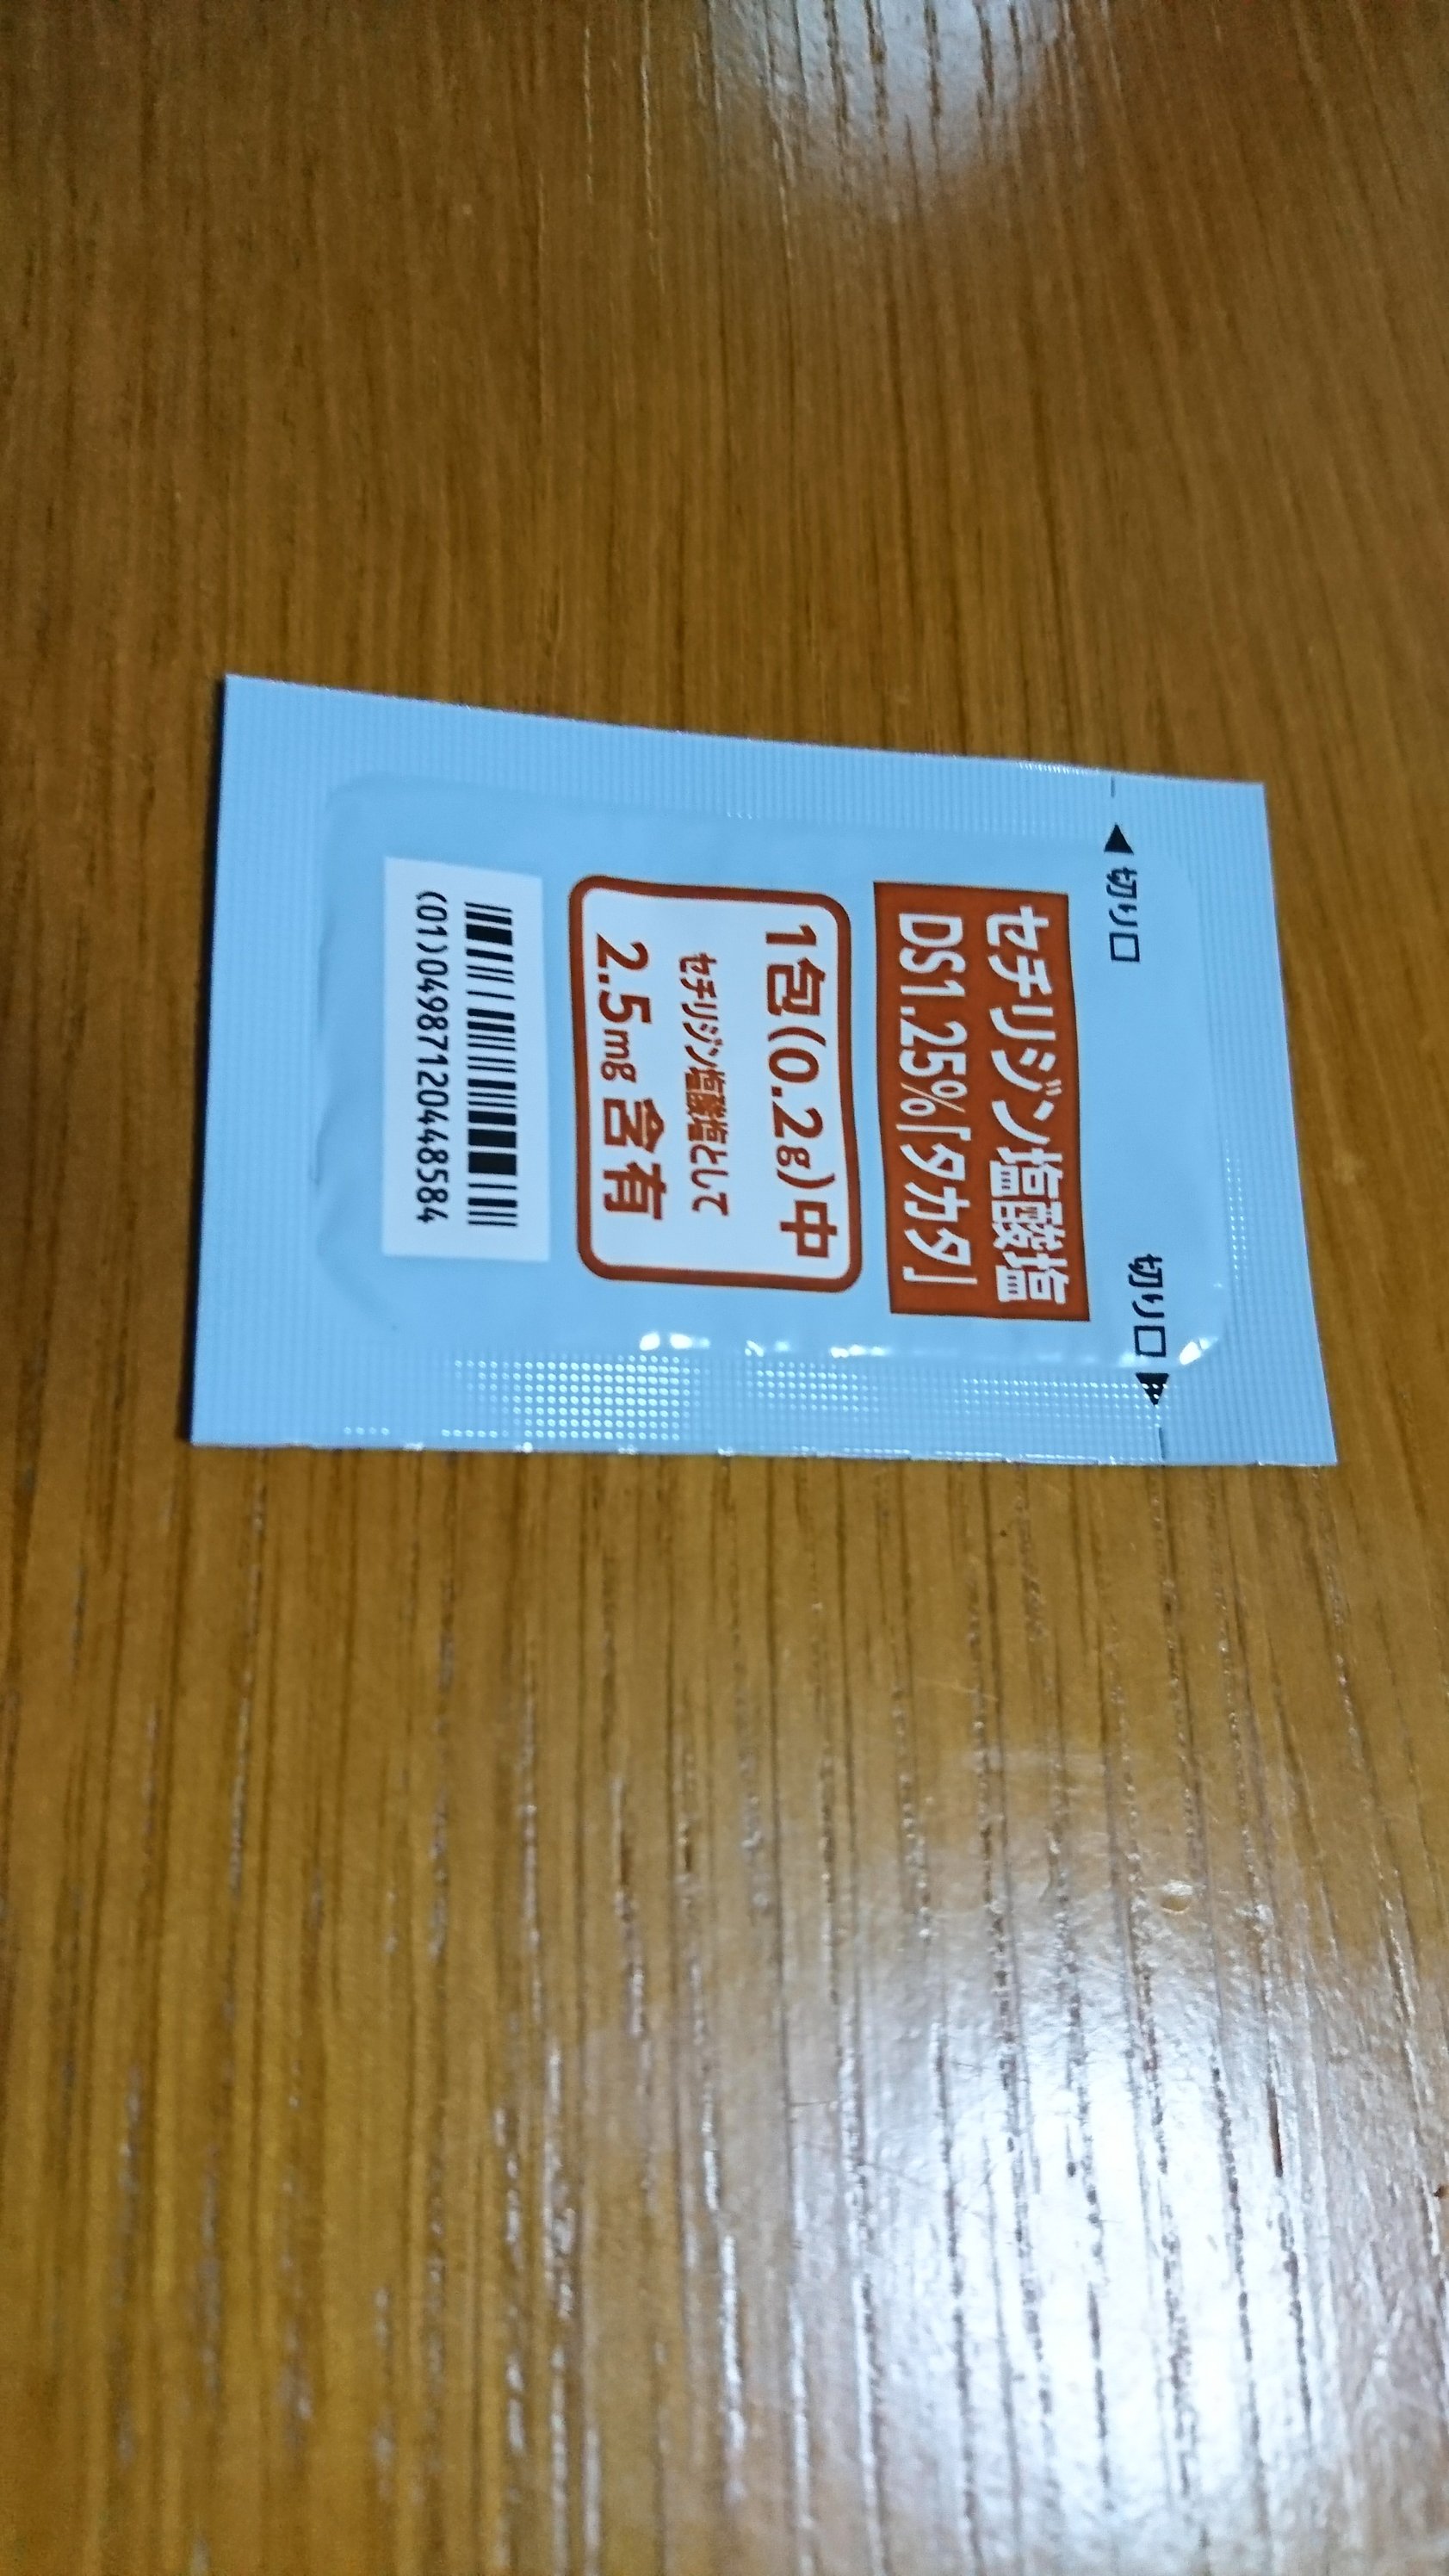 ◀切り口 切り口▶
セチリジン塩酸塩
DS1.25%「タカタ」
1包(0.2g)中
セチリジン塩酸塩として
2.5mg 含有
(01)04987120448584